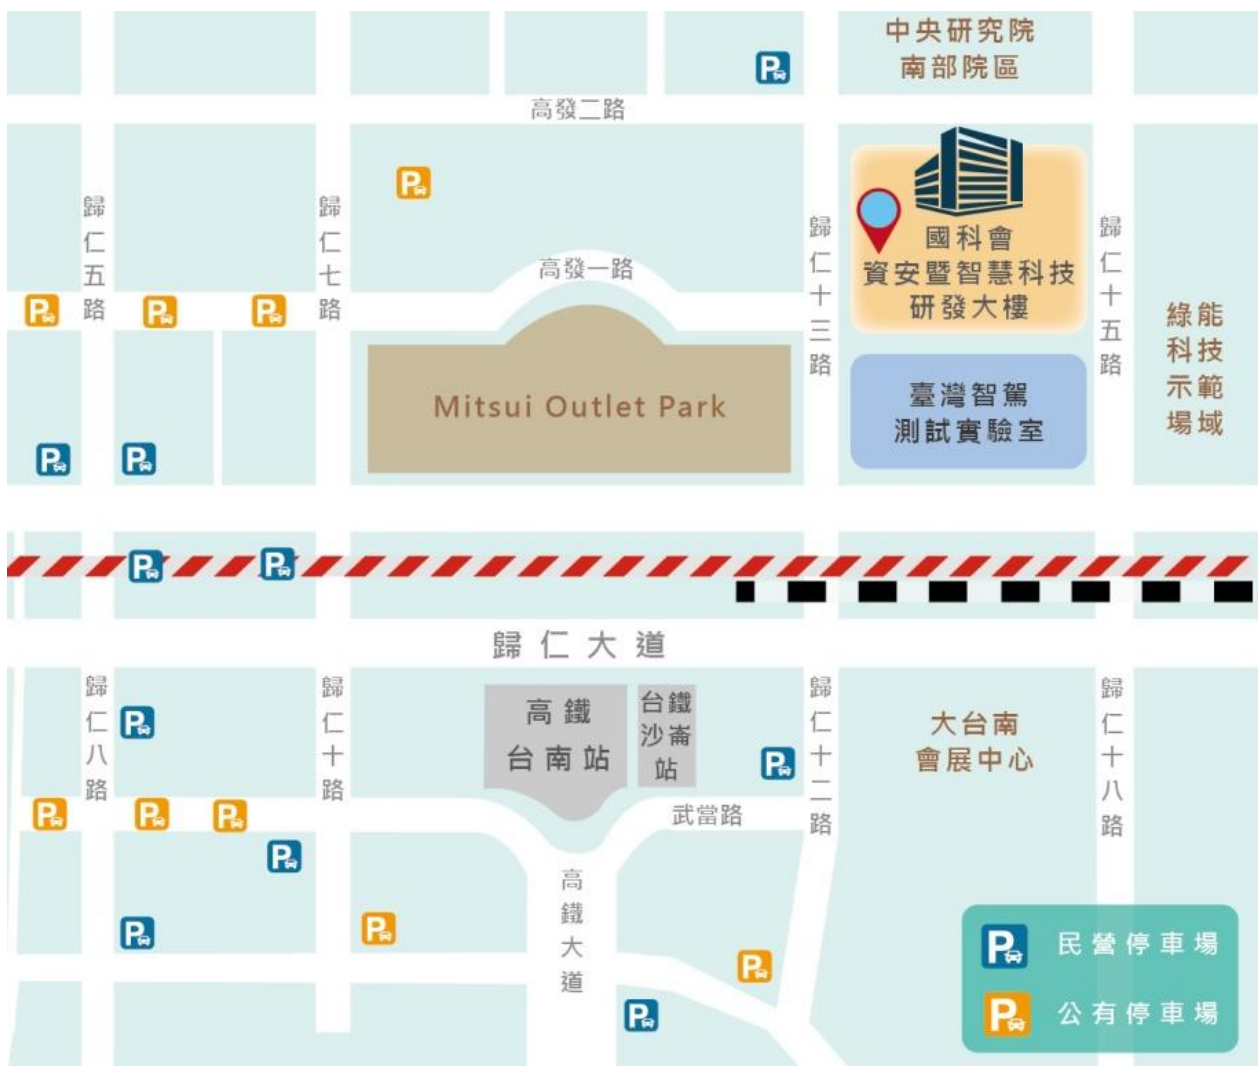 中央研究院
南部院區
P
高發二路
P
歸仁五路
歸仁七路
高發一路
歸仁十三路
國科會
資安暨智慧科技
研發大樓
歸仁十五路
綠能
科技
示範
場域
P
P
P
Mitsui Outlet Park
臺灣智駕
測試實驗室
P
P
P
P
歸仁大道
歸仁八路
P
歸仁十路
高鐵
台南站
台鐵
沙崙
站
P
歸仁十二路
大台南
會展中心
歸仁十八路
P
P
P
武當路
P
高鐵大道
P
P
P
P
P 民營停車場
P 公有停車場